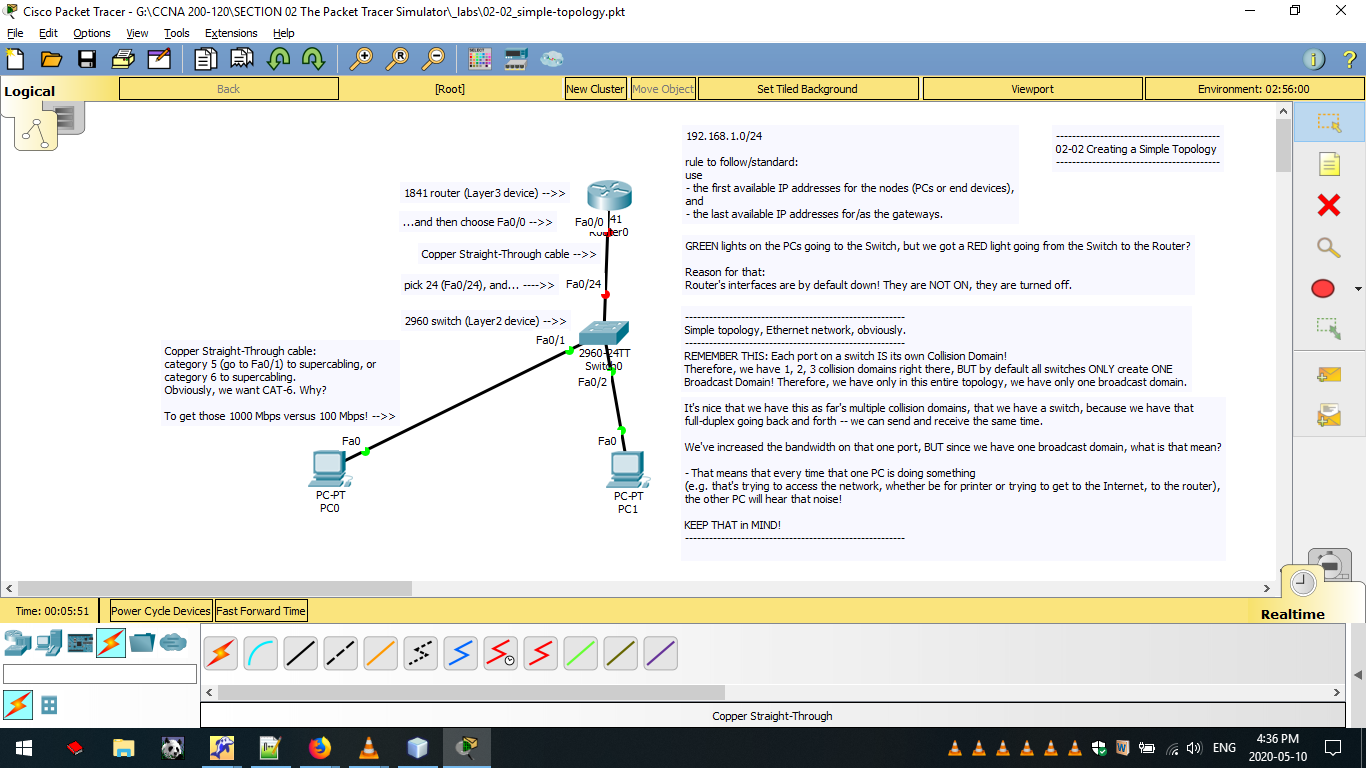 Cisco Packet Tracer - G:\CCNA 200-120\SECTION 02 The Packet Tracer Simulator\_labs\02-02_simple-topology.pkt
File Edit Options View Tools Extensions Help
Logical
Back
[Root]
New Cluster
Move Object
Set Tiled Background
Viewport
Environment: 02:56:00
1841 router (Layer3 device) -->>
...and then choose Fa0/0 -->>
Fa0/0
41
Router0
Copper Straight-Through cable -->>
pick 24 (Fa0/24), and... ---->>
Fa0/24
2960 switch (Layer2 device) -->>
Fa0/1
2960-24TT
Switch0
Fa0/2
Copper Straight-Through cable:
category 5 (go to Fa0/1) to supercabling, or
category 6 to supercabling.
Obviously, we want CAT-6. Why?
To get those 1000 Mbps versus 100 Mbps! -->>
Fa0
PC-PT
PC0
Fa0
PC-PT
PC1
192.168.1.0/24
rule to follow/standard:
use
- the first available IP addresses for the nodes (PCs or end devices),
and
- the last available IP addresses for/as the gateways.
-----------------------------------------
02-02 Creating a Simple Topology
-----------------------------------------
GREEN lights on the PCs going to the Switch, but we got a RED light going from the Switch to the Router?
Reason for that:
Router's interfaces are by default down! They are NOT ON, they are turned off.
-------------------------------------------------------
Simple topology, Ethernet network, obviously.
-------------------------------------------------------
REMEMBER THIS: Each port on a switch IS its own Collision Domain!
Therefore, we have 1, 2, 3 collision domains right there, BUT by default all switches ONLY create ONE
Broadcast Domain! Therefore, we have only in this entire topology, we have only one broadcast domain.
It's nice that we have this as far's multiple collision domains, that we have a switch, because we have that
full-duplex going back and forth -- we can send and receive the same time.
We've increased the bandwidth on that one port, BUT since we have one broadcast domain, what is that mean?
- That means that every time that one PC is doing something
(e.g. that's trying to access the network, whether be for printer or trying to get to the Internet, to the router),
the other PC will hear that noise!
KEEP THAT in MIND!
-------------------------------------------------------
Time: 00:05:51
Power Cycle Devices
Fast Forward Time
Realtime
Copper Straight-Through
ENG
4:36 PM
2020-05-10